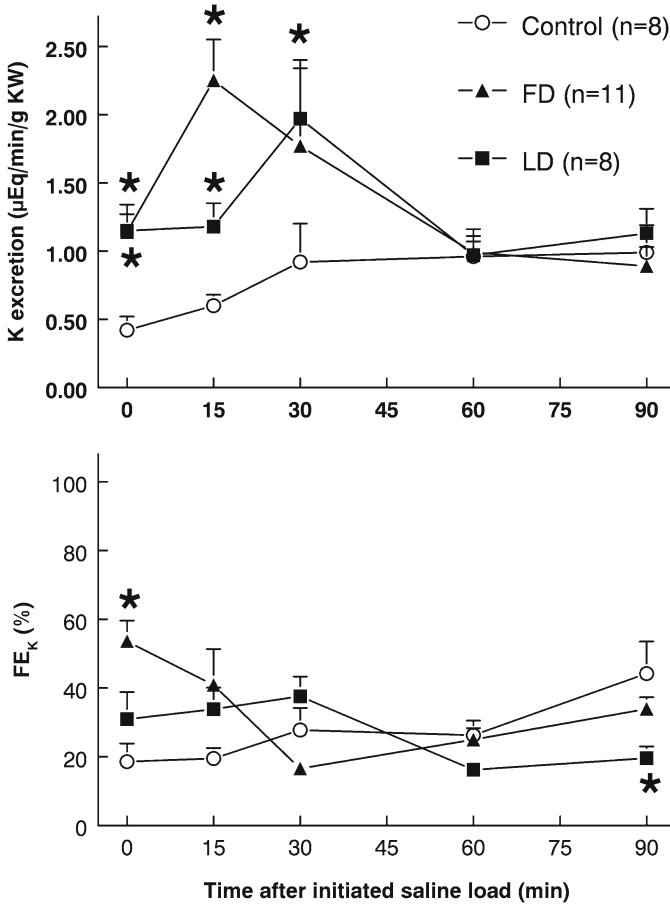 Control (n=8)
FD (n=11)
LD (n=8)
K excretion (µEq/min/g KW)
2.50
2.00
1.50
1.00
0.50
0.00
* * * * *
0 15 30 45 60 75 90
FE_K (%)
100
80
60
40
20
0
* *
0 15 30 45 60 75 90
Time after initiated saline load (min)